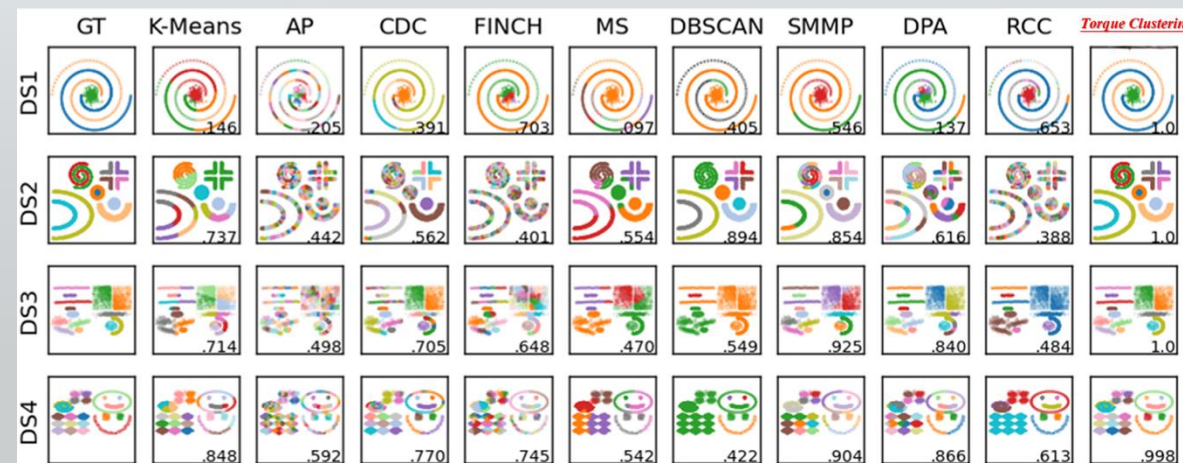 GT K-Means AP CDC FINCH MS DBSCAN SMMP DPA RCC Torque Clusterin
DS1 .146 .205 .391 .703 .097 .405 .546 .137 .653 1.0
DS2 .737 .442 .562 .401 .554 .894 .854 .616 .388 1.0
DS3 .714 .498 .705 .648 .470 .549 .925 .840 .484 1.0
DS4 .848 .592 .770 .745 .542 .422 .904 .866 .613 .998